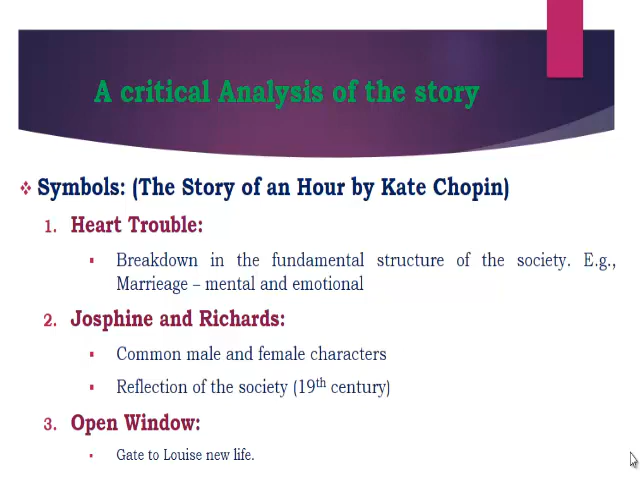 A critical Analysis of the story
❖ Symbols: (The Story of an Hour by Kate Chopin)
1. Heart Trouble:
▪ Breakdown in the fundamental structure of the society. E.g.,
Marrieage – mental and emotional
2. Josphine and Richards:
▪ Common male and female characters
▪ Reflection of the society (19th century)
3. Open Window:
▪ Gate to Louise new life.